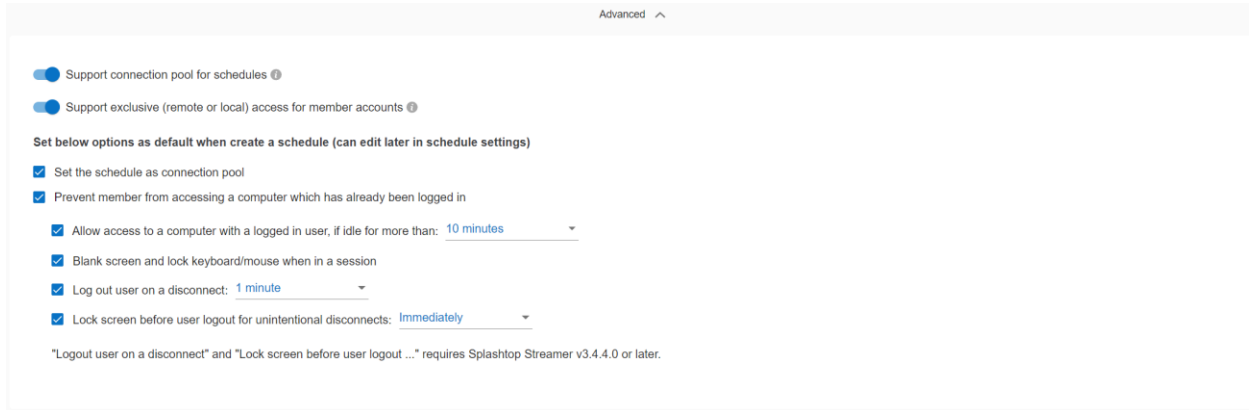 Advanced
Support connection pool for schedules
Support exclusive (remote or local) access for member accounts
Set below options as default when create a schedule (can edit later in schedule settings)
Set the schedule as connection pool
Prevent member from accessing a computer which has already been logged in
Allow access to a computer with a logged in user, if idle for more than: 10 minutes
Blank screen and lock keyboard/mouse when in a session
Log out user on a disconnect: 1 minute
Lock screen before user logout for unintentional disconnects: Immediately
"Logout user on a disconnect" and "Lock screen before user logout ..." requires Splashtop Streamer v3.4.4.0 or later.